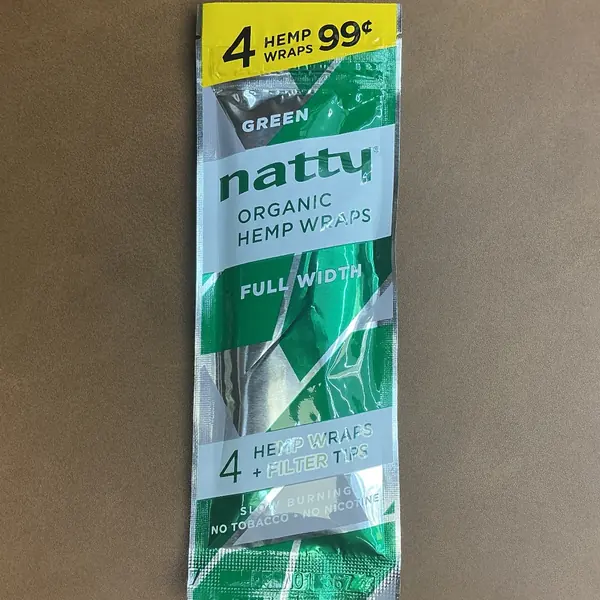 4 HEMP WRAPS 99¢
GREEN
natty
ORGANIC
HEMP WRAPS
FULL WIDTH
4 HEMP WRAPS
+ FILTER TIPS
SLOW BURNING
NO TOBACCO • NO NICOTINE